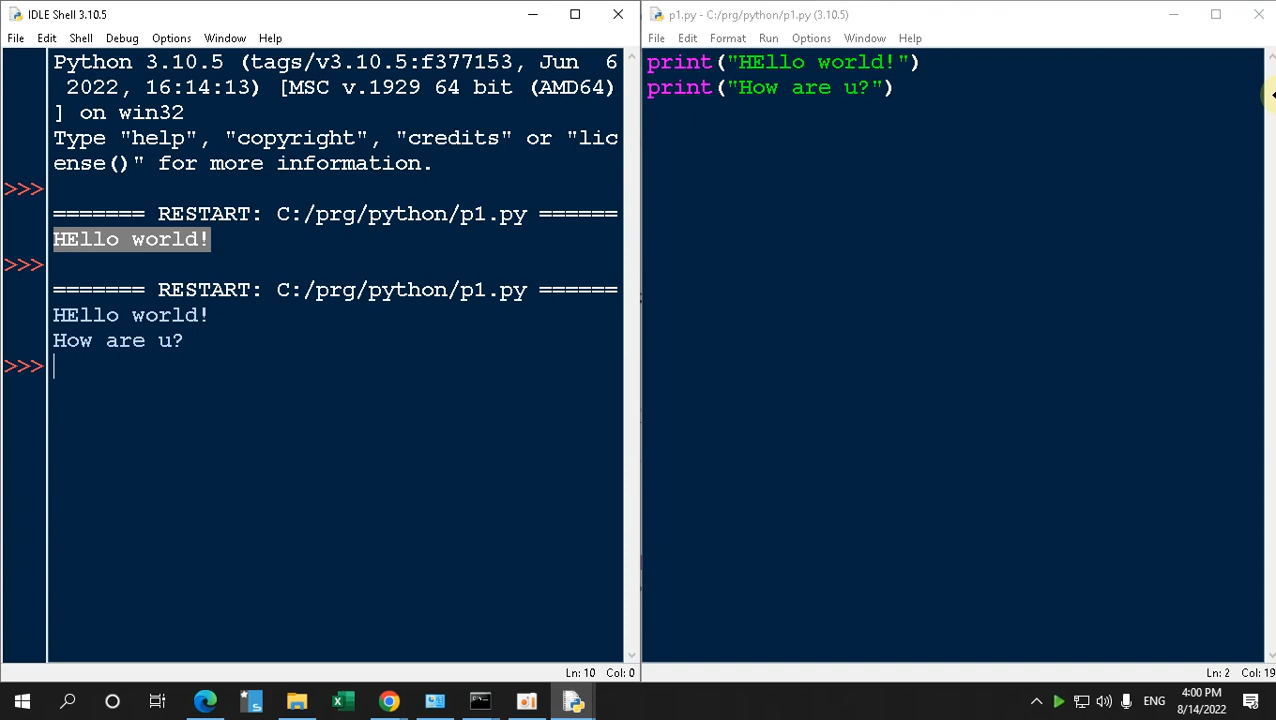 IDLE Shell 3.10.5
File Edit Shell Debug Options Window Help
Python 3.10.5 (tags/v3.10.5:f377153, Jun  6
 2022, 16:14:13) [MSC v.1929 64 bit (AMD64)
] on win32
Type "help", "copyright", "credits" or "lic
ense()" for more information.
>>>
======= RESTART: C:/prg/python/p1.py ======
HEllo world!
>>>
======= RESTART: C:/prg/python/p1.py ======
HEllo world!
How are u?
>>>
Ln: 10 Col: 0
p1.py - C:/prg/python/p1.py (3.10.5)
File Edit Format Run Options Window Help
print("HEllo world!")
print("How are u?")
Ln: 2 Col: 19
ENG
4:00 PM
8/14/2022